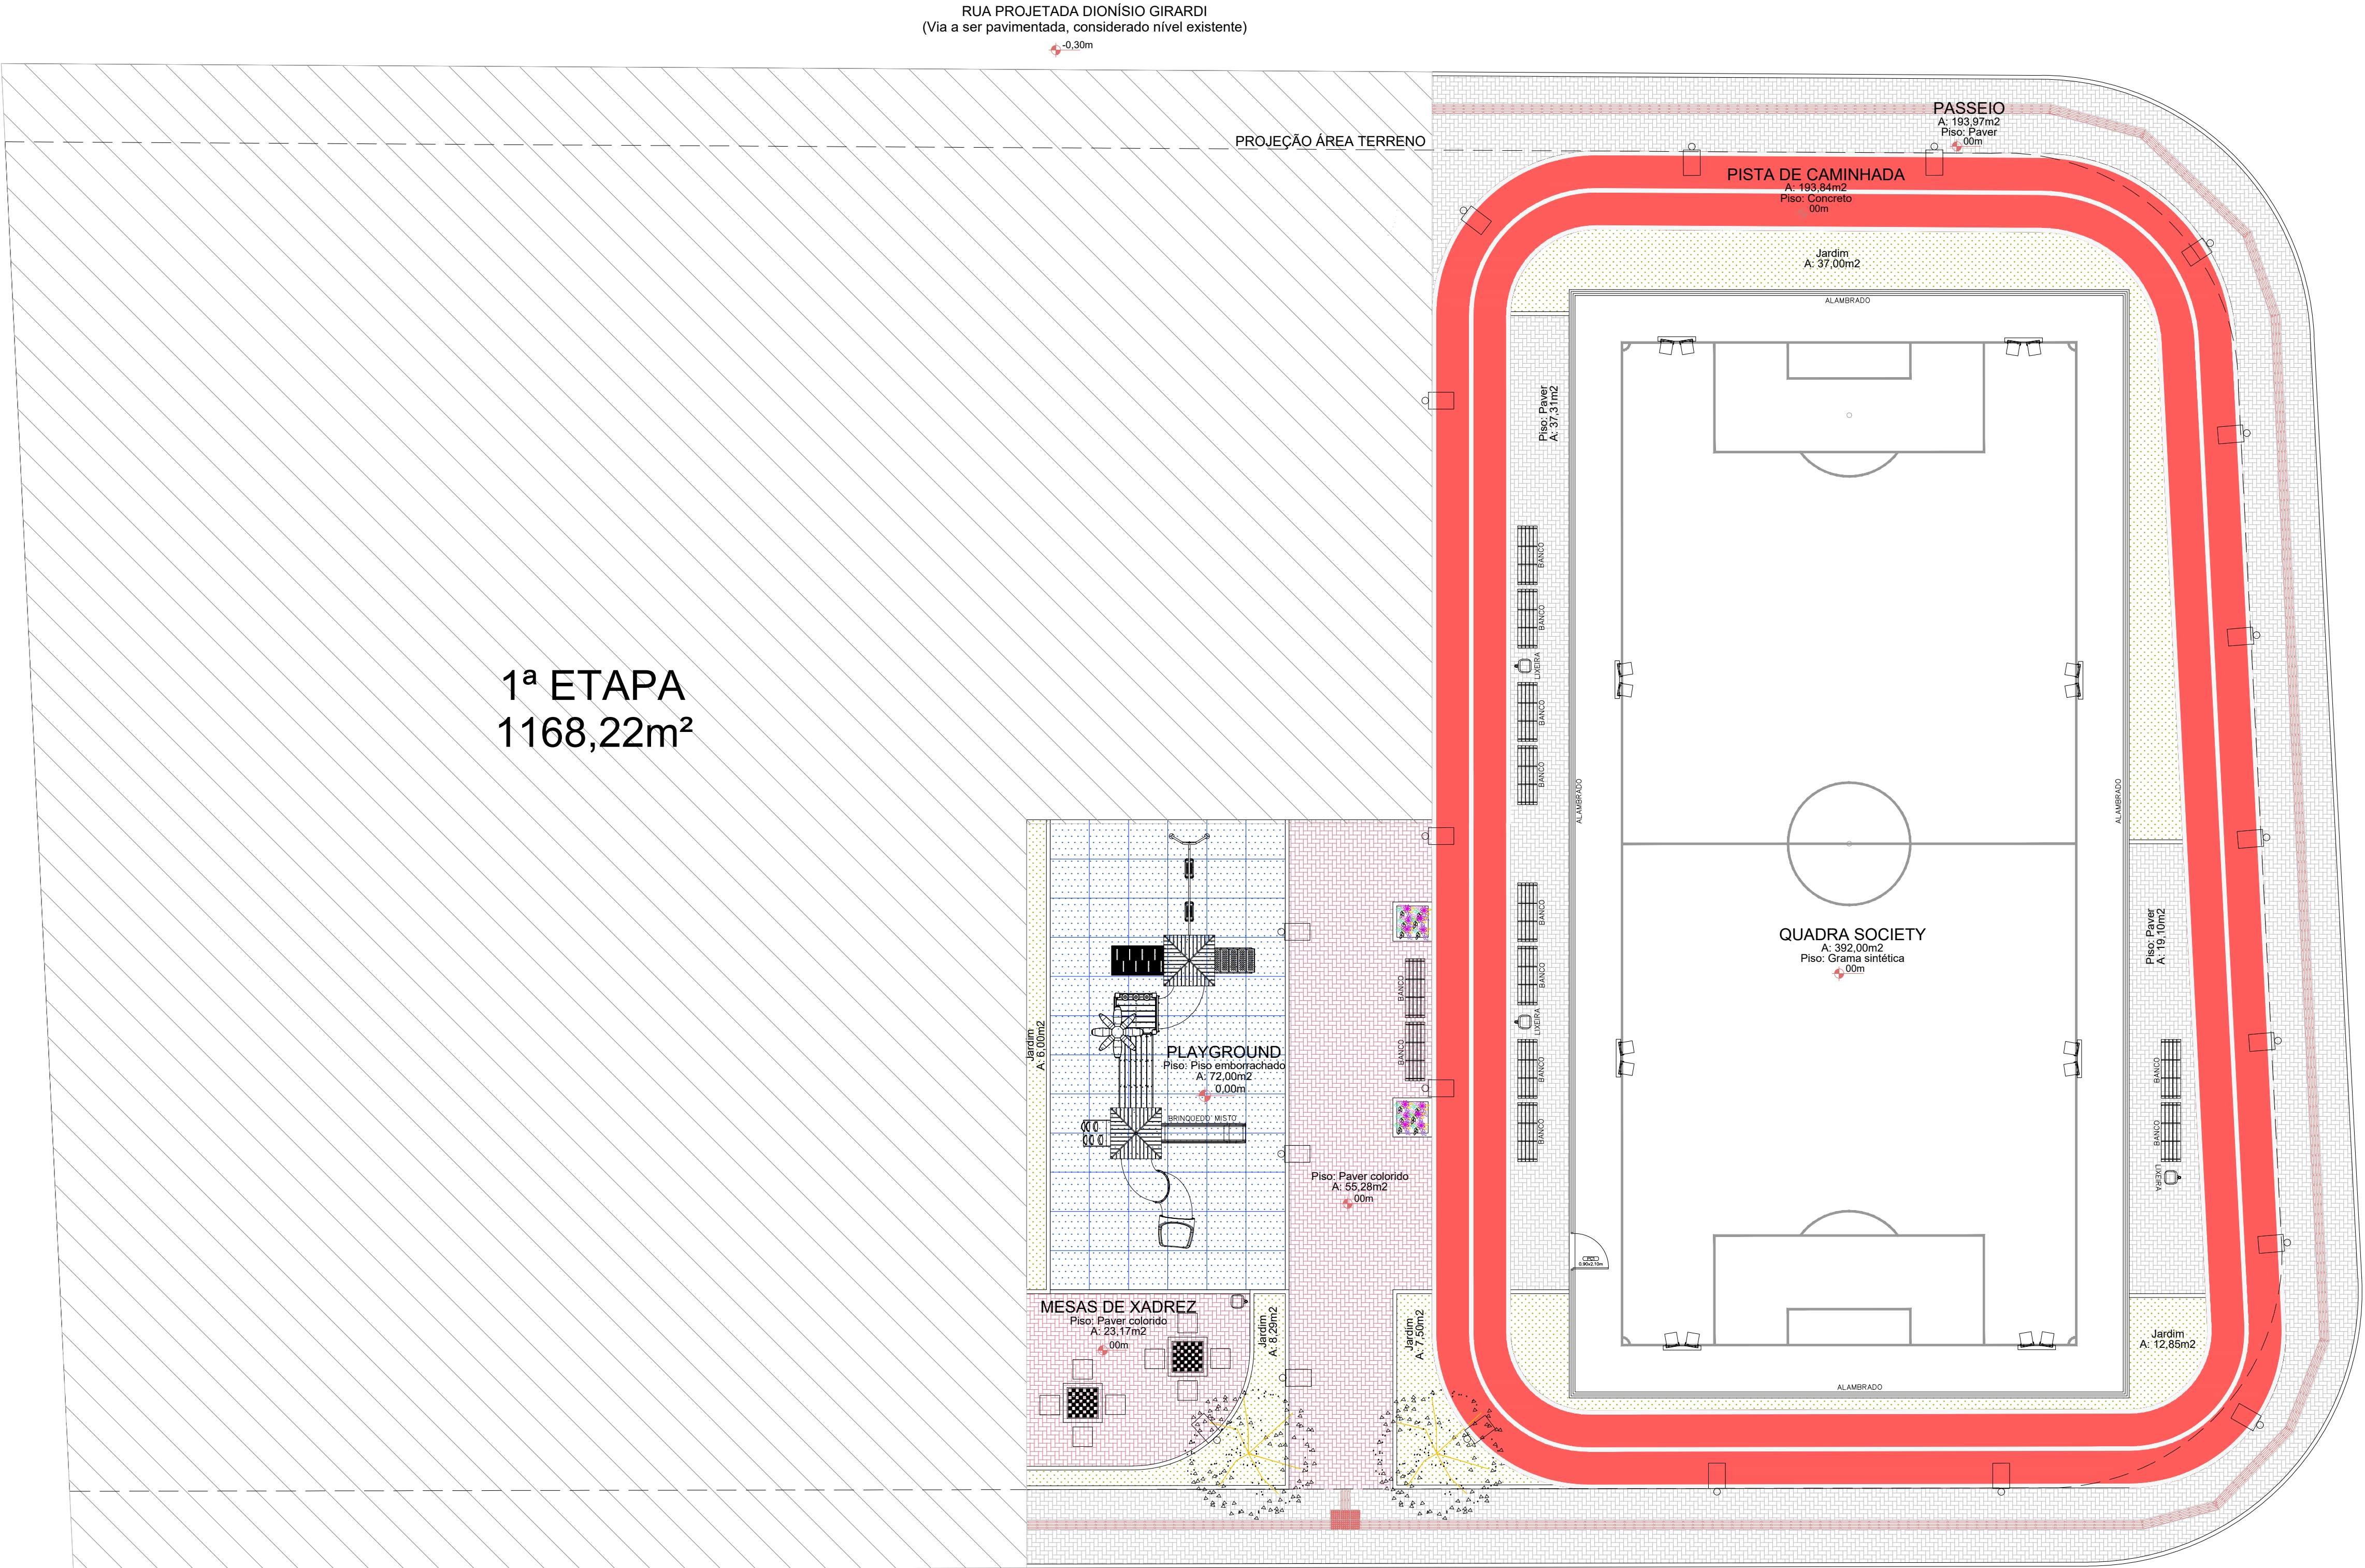 RUA PROJETADA DIONÍSIO GIRARDI
(Via a ser pavimentada, considerado nível existente)
-0,30m
PROJEÇÃO ÁREA TERRENO
PASSEIO
A: 193,97m2
Piso: Paver
00m
PISTA DE CAMINHADA
A: 193,84m2
Piso: Concreto
00m
Jardim
A: 37,00m2
ALAMBRADO
Piso: Paver
A: 37,31m2
BANCO
BANCO
LIXEIRA
BANCO
BANCO
1ª ETAPA
1168,22m²
ALAMBRADO
ALAMBRADO
BANCO
BANCO
LIXEIRA
BANCO
BANCO
QUADRA SOCIETY
A: 392,00m2
Piso: Grama sintética
00m
Piso: Paver
A: 19,10m2
BANCO
BANCO
LIXEIRA
BANCO
BANCO
Jardim
A: 6,00m2
PLAYGROUND
Piso: Piso emborrachado
A: 72,00m2
0,00m
BRINQUEDO MISTO
Piso: Paver colorido
A: 55,28m2
00m
0.90x2.10m
MESAS DE XADREZ
Piso: Paver colorido
A: 23,17m2
00m
Jardim
A: 8,29m2
Jardim
A: 7,50m2
Jardim
A: 12,85m2
ALAMBRADO